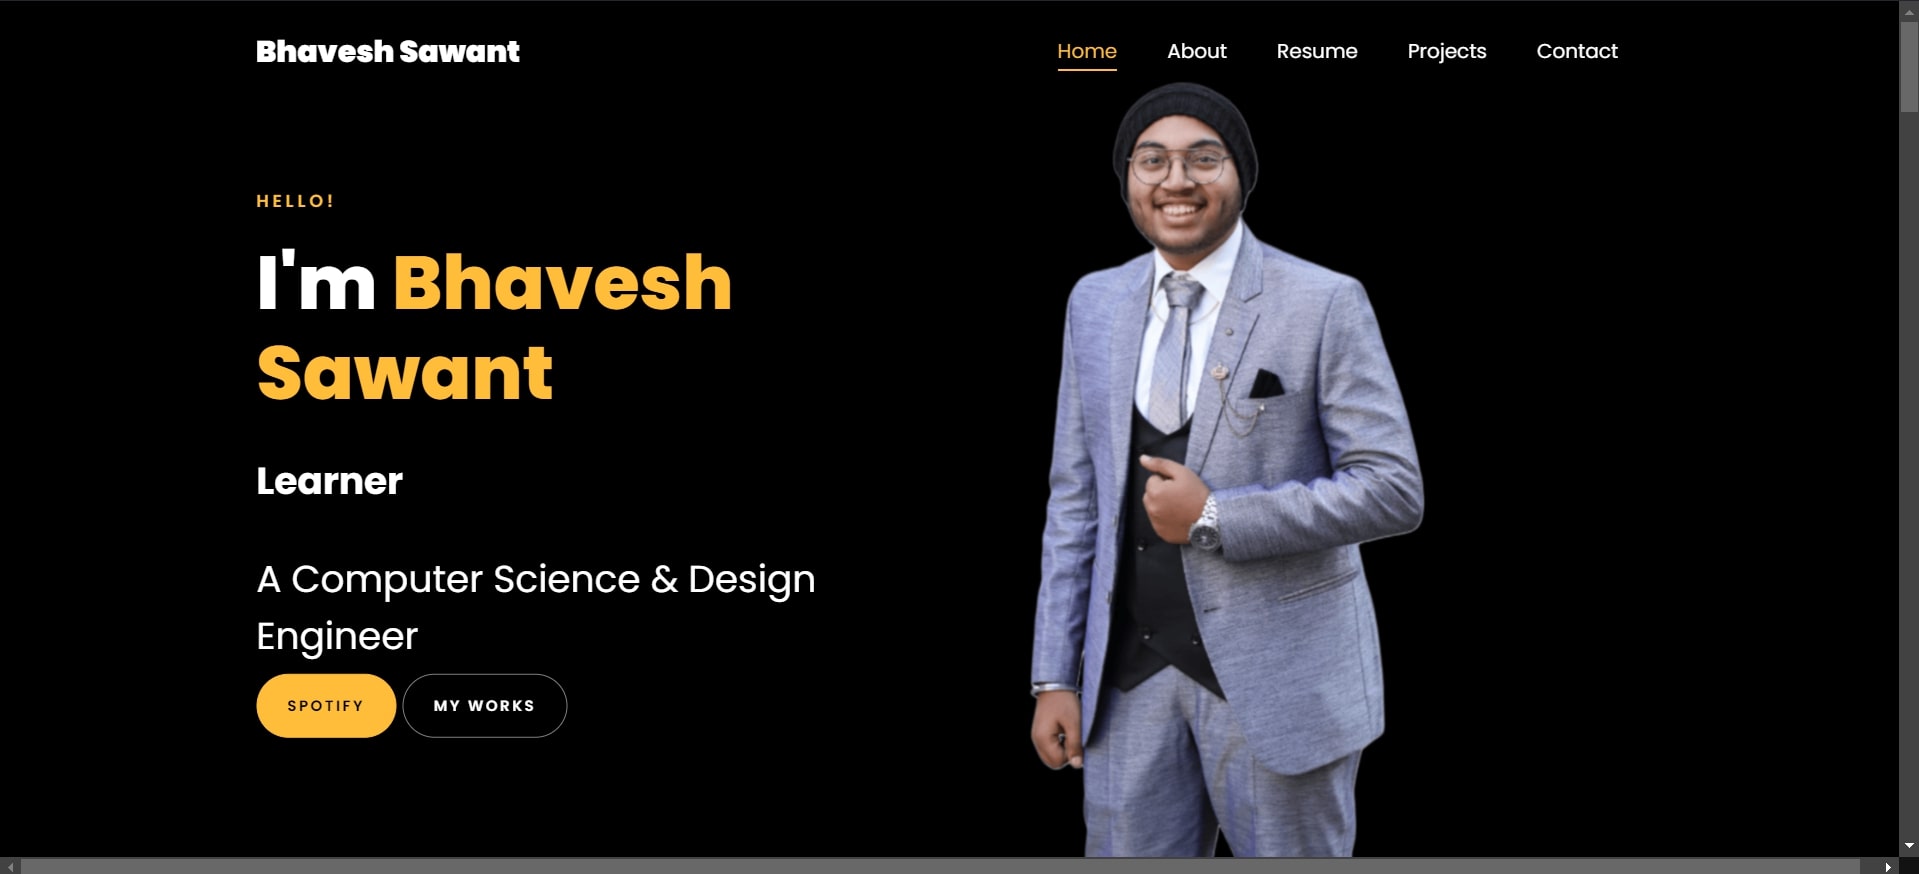 Bhavesh Sawant
Home About Resume Projects Contact
HELLO!
I'm Bhavesh
Sawant
Learner
A Computer Science & Design
Engineer
SPOTIFY MY WORKS